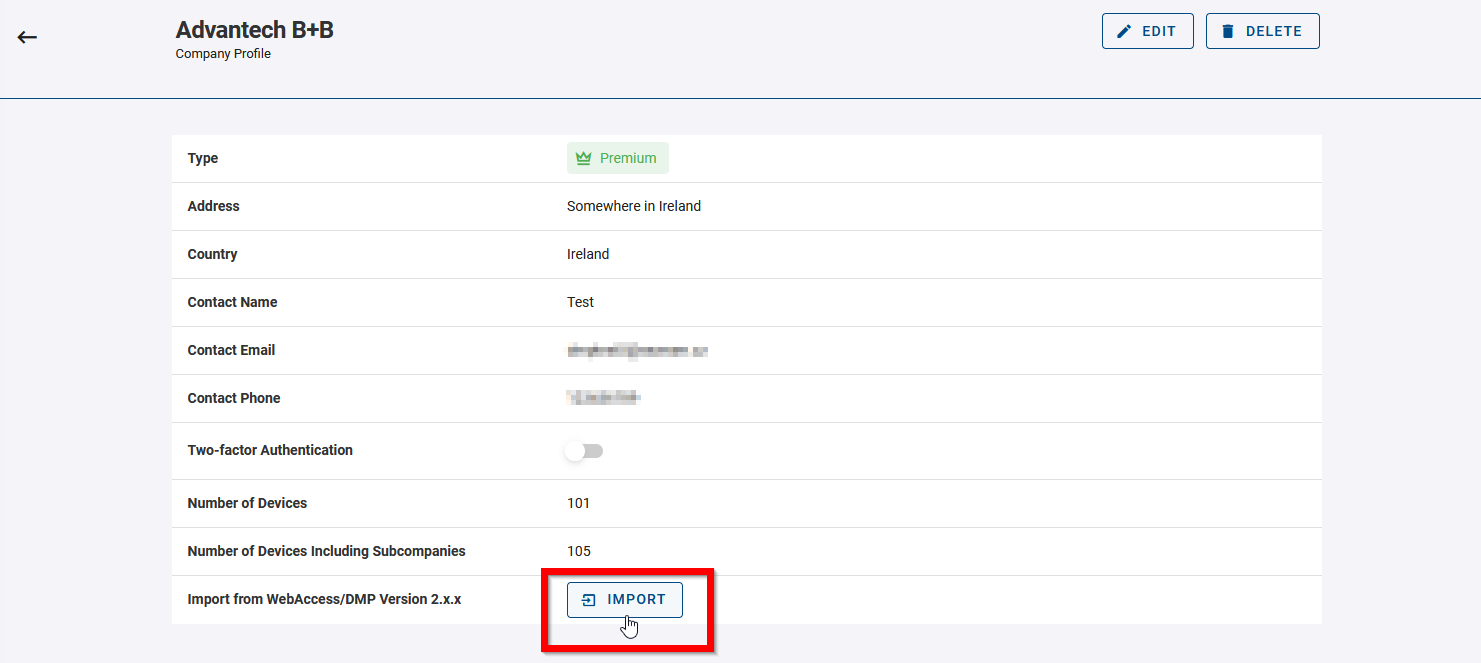 Advantech B+B
Company Profile
EDIT
DELETE
Type
Premium
Address
Somewhere in Ireland
Country
Ireland
Contact Name
Test
Contact Email
Contact Phone
Two-factor Authentication
Number of Devices
101
Number of Devices Including Subcompanies
105
Import from WebAccess/DMP Version 2.x.x
IMPORT